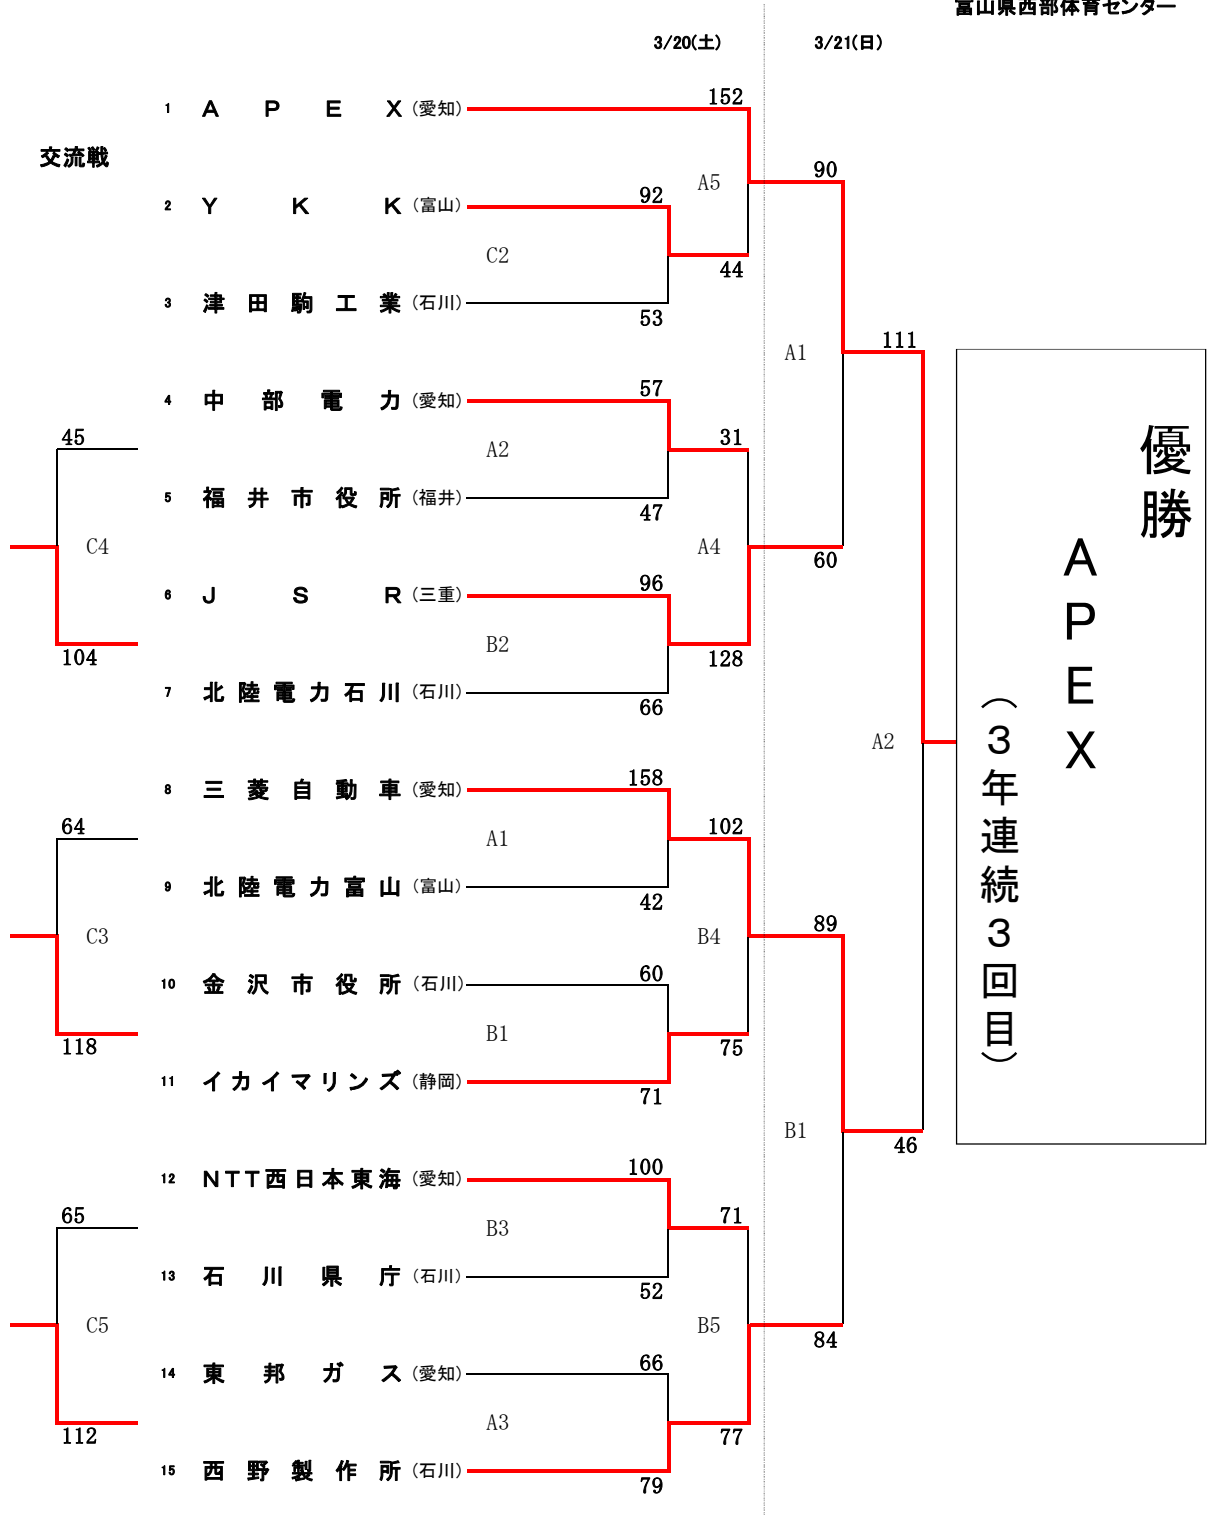 富山県西部体育センター
3/20(土) 3/21(日)
152
1 ＡＰＥＸ (愛知)
交流戦
90
A5
92
2 ＹＫＫ (富山)
C2
44
3 津田駒工業 (石川)
53
111
A1
57
4 中部電力 (愛知)
45
31
A2
5 福井市役所 (福井)
47
C4
A4
60
96
6 ＪＳＲ (三重)
B2
104
128
7 北陸電力石川 (石川)
66
A2
158
8 三菱自動車 (愛知)
64
102
A1
9 北陸電力富山 (富山)
42
89
C3
B4
60
10 金沢市役所 (石川)
B1
118
75
11 イカイマリンズ (静岡)
71
B1
46
100
12 ＮＴＴ西日本東海 (愛知)
65
71
B3
13 石川県庁 (石川)
52
C5
B5
84
66
14 東邦ガス (愛知)
A3
112
77
15 西野製作所 (石川)
79
優勝
ＡＰＥＸ
（３年連続３回目）